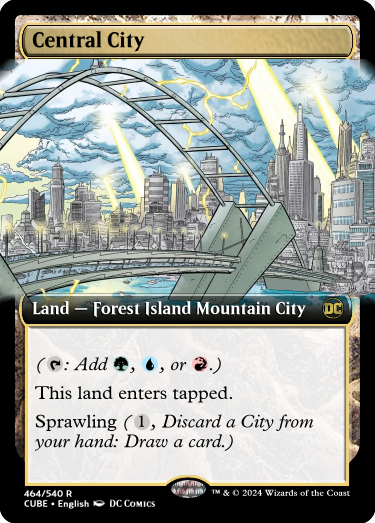 Central City
Land — Forest Island Mountain City
DC
( : Add , , or .)
This land enters tapped.
Sprawling ( 1 , Discard a City from
your hand: Draw a card.)
464/540 R
CUBE • English DC Comics
™ & © 2024 Wizards of the Coast